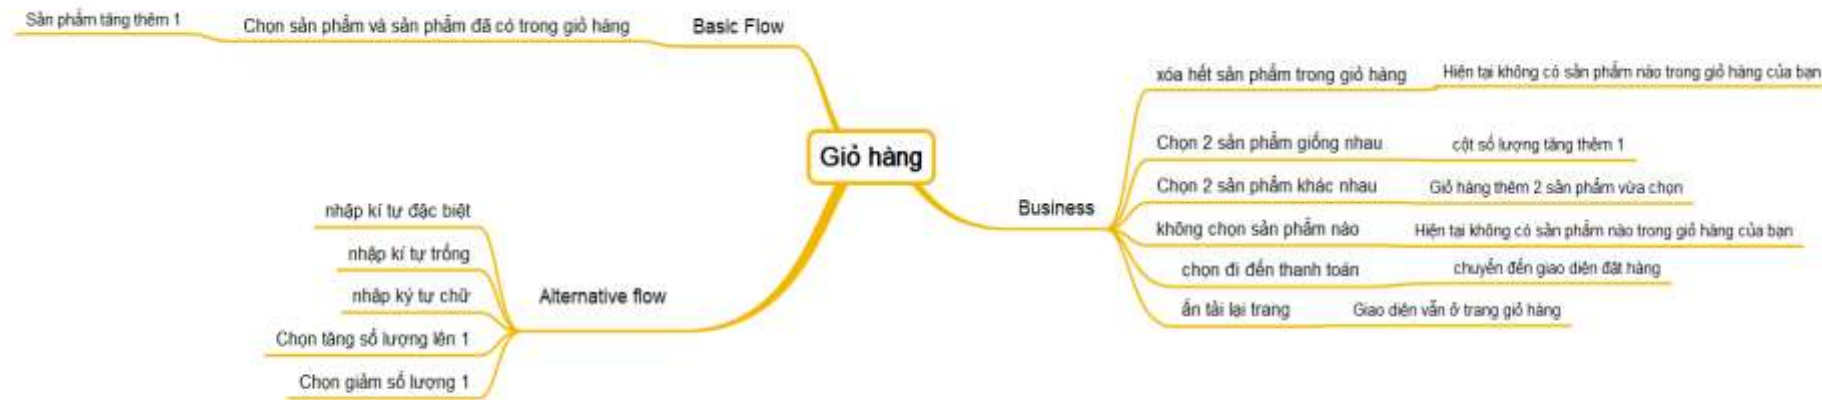 Sản phẩm tăng thêm 1
Chọn sản phẩm và sản phẩm đã có trong giỏ hàng
Basic Flow
Giỏ hàng
nhập kí tự đặc biệt
nhập kí tự trống
nhập ký tự chữ
Chọn tăng số lượng lên 1
Chọn giảm số lượng 1
Alternative flow
Business
xóa hết sản phẩm trong giỏ hàng
Hiện tại không có sản phẩm nào trong giỏ hàng của bạn
Chọn 2 sản phẩm giống nhau
cột số lượng tăng thêm 1
Chọn 2 sản phẩm khác nhau
Giỏ hàng thêm 2 sản phẩm vừa chọn
không chọn sản phẩm nào
Hiện tại không có sản phẩm nào trong giỏ hàng của bạn
chọn đi đến thanh toán
chuyển đến giao diện đặt hàng
ấn tải lại trang
Giao diện vẫn ở trang giỏ hàng